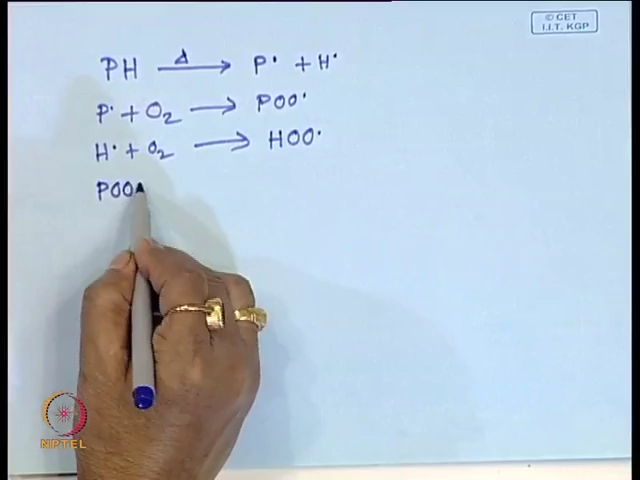 © CET
I.I.T. KGP
PH —Δ→ P· + H·
P· + O₂ → POO·
H· + O₂ → HOO·
POO
NPTEL